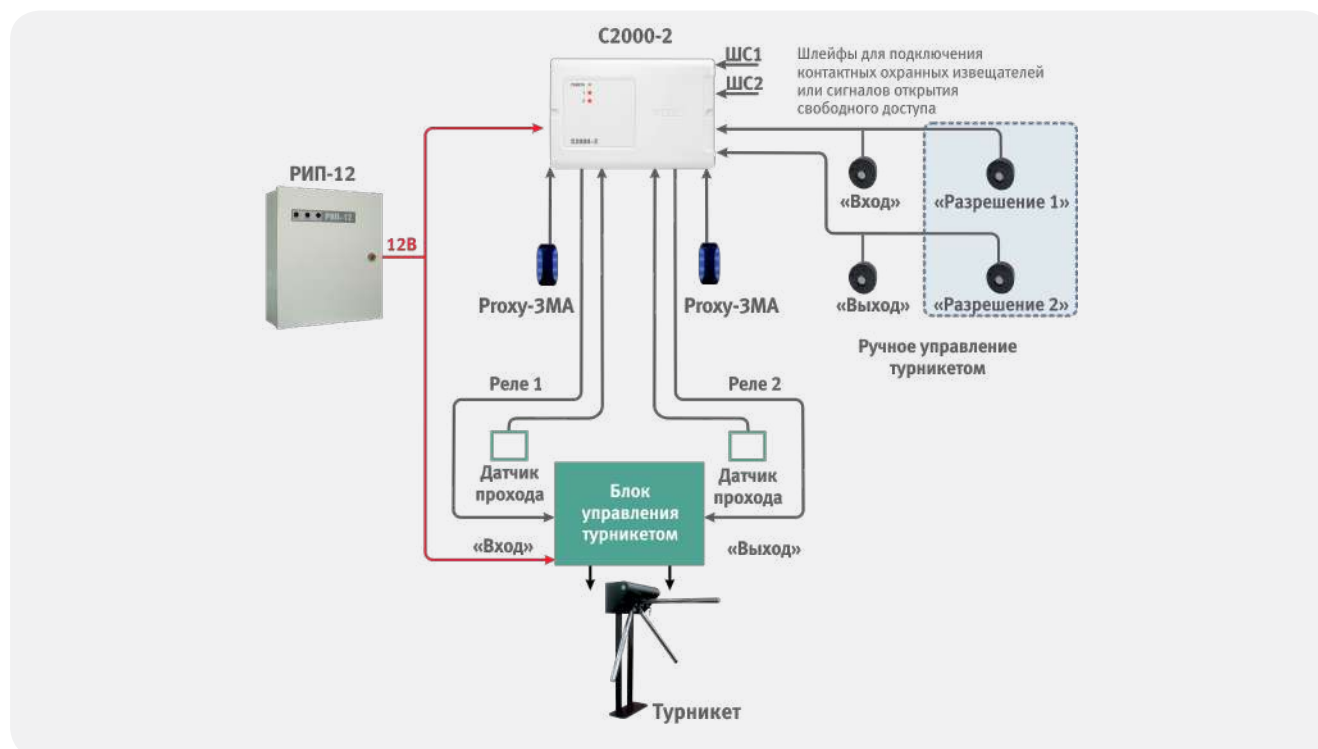 С2000-2
ШС1
ШС2
Шлейфы для подключения
контактных охранных извещателей
или сигналов открытия
свободного доступа
С2000-2
РИП-12
РИП-12
12В
«Вход»
«Разрешение 1»
Proxy-3MA
Proxy-3MA
«Выход»
«Разрешение 2»
Ручное управление
турникетом
Реле 1
Реле 2
Датчик
прохода
Датчик
прохода
Блок
управления
турникетом
«Вход»
«Выход»
Турникет